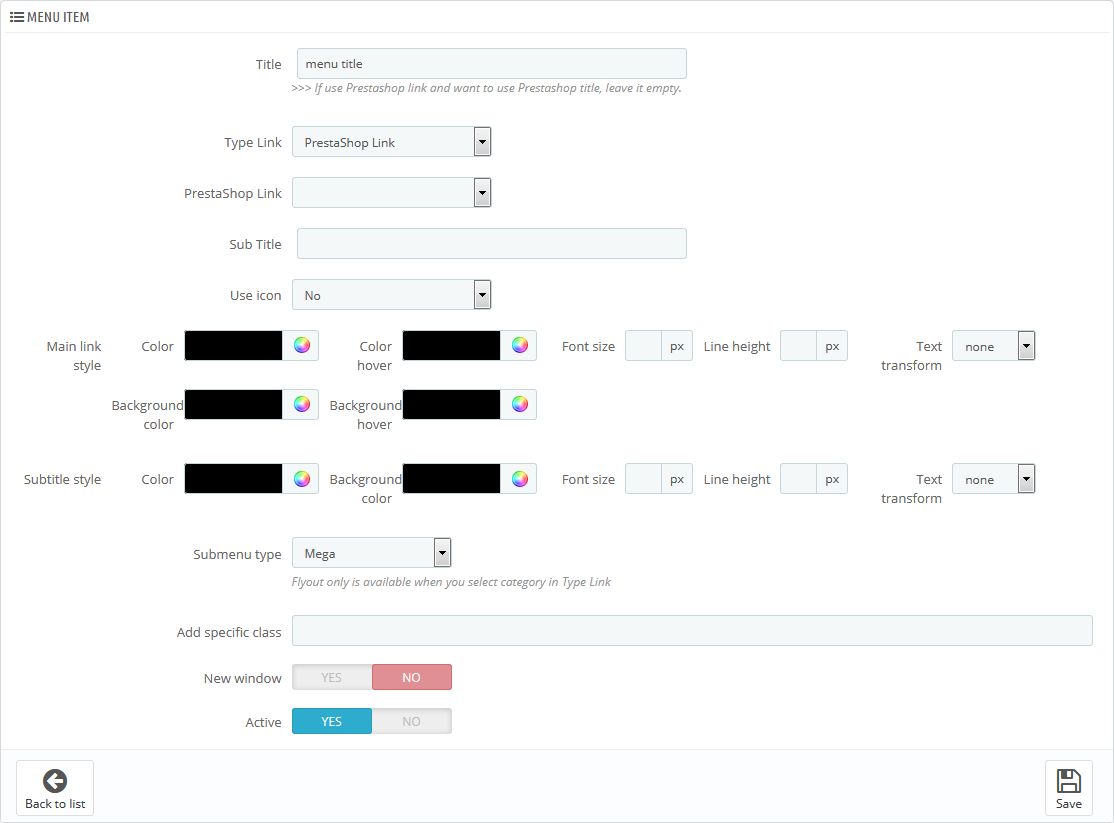 MENU ITEM
Title menu title
>>> If use Prestashop link and want to use Prestashop title, leave it empty.
Type Link PrestaShop Link
PrestaShop Link
Sub Title
Use icon No
Main link style Color Color hover Font size px Line height px Text transform none
Background color Background hover
Subtitle style Color Background color Font size px Line height px Text transform none
Submenu type Mega
Flyout only is available when you select category in Type Link
Add specific class
New window YES NO
Active YES NO
Back to list Save